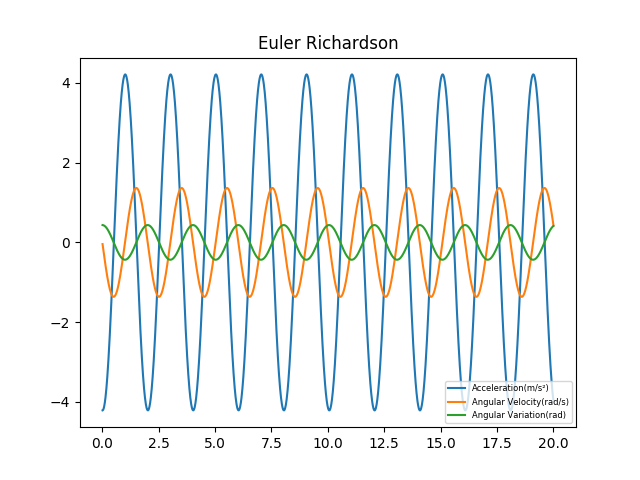 Euler Richardson
4
2
0
−2
−4
Acceleration(m/s²)
Angular Velocity(rad/s)
Angular Variation(rad)
0.0 2.5 5.0 7.5 10.0 12.5 15.0 17.5 20.0